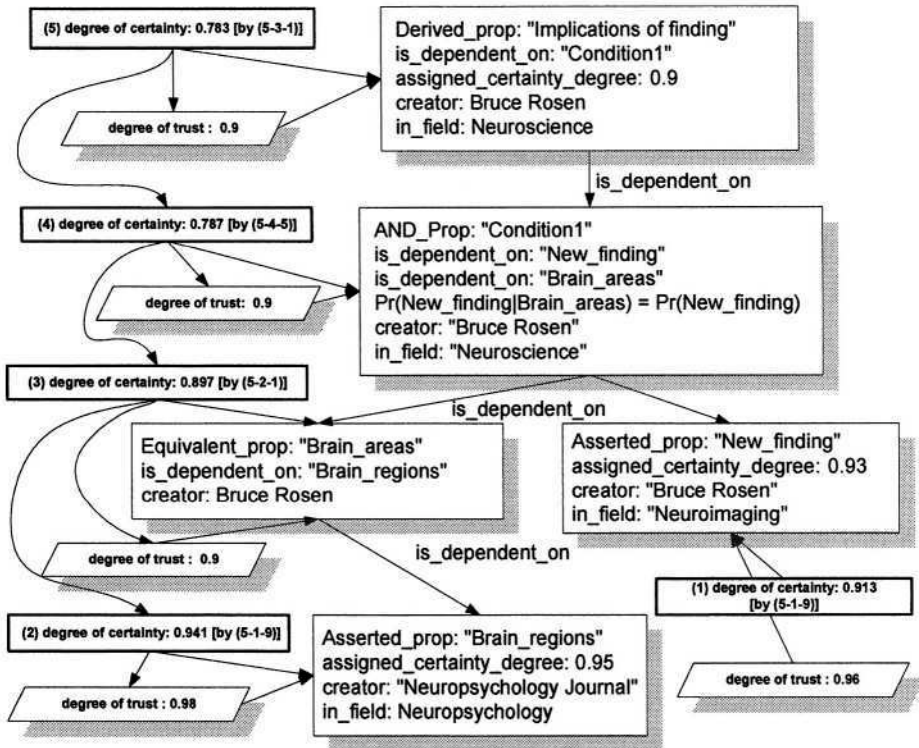 (5) degree of certainty: 0.783 [by (5-3-1)]
degree of trust : 0.9
Derived_prop: "Implications of finding"
is_dependent_on: "Condition1"
assigned_certainty_degree: 0.9
creator: Bruce Rosen
in_field: Neuroscience
is_dependent_on
(4) degree of certainty: 0.787 [by (5-4-5)]
degree of trust: 0.9
AND_Prop: "Condition1"
is_dependent_on: "New_finding"
is_dependent_on: "Brain_areas"
Pr(New_finding|Brain_areas) = Pr(New_finding)
creator: "Bruce Rosen"
in_field: "Neuroscience"
(3) degree of certainty: 0.897 [by (5-2-1)]
is_dependent_on
Equivalent_prop: "Brain_areas"
is_dependent_on: "Brain_regions"
creator: Bruce Rosen
Asserted_prop: "New_finding"
assigned_certainty_degree: 0.93
creator: "Bruce Rosen"
in_field: "Neuroimaging"
degree of trust : 0.9
is_dependent_on
(1) degree of certainty: 0.913
[by (5-1-9)]
(2) degree of certainty: 0.941 [by (5-1-9)]
degree of trust : 0.98
Asserted_prop: "Brain_regions"
assigned_certainty_degree: 0.95
creator: "Neuropsychology Journal"
in_field: Neuropsychology
degree of trust : 0.96